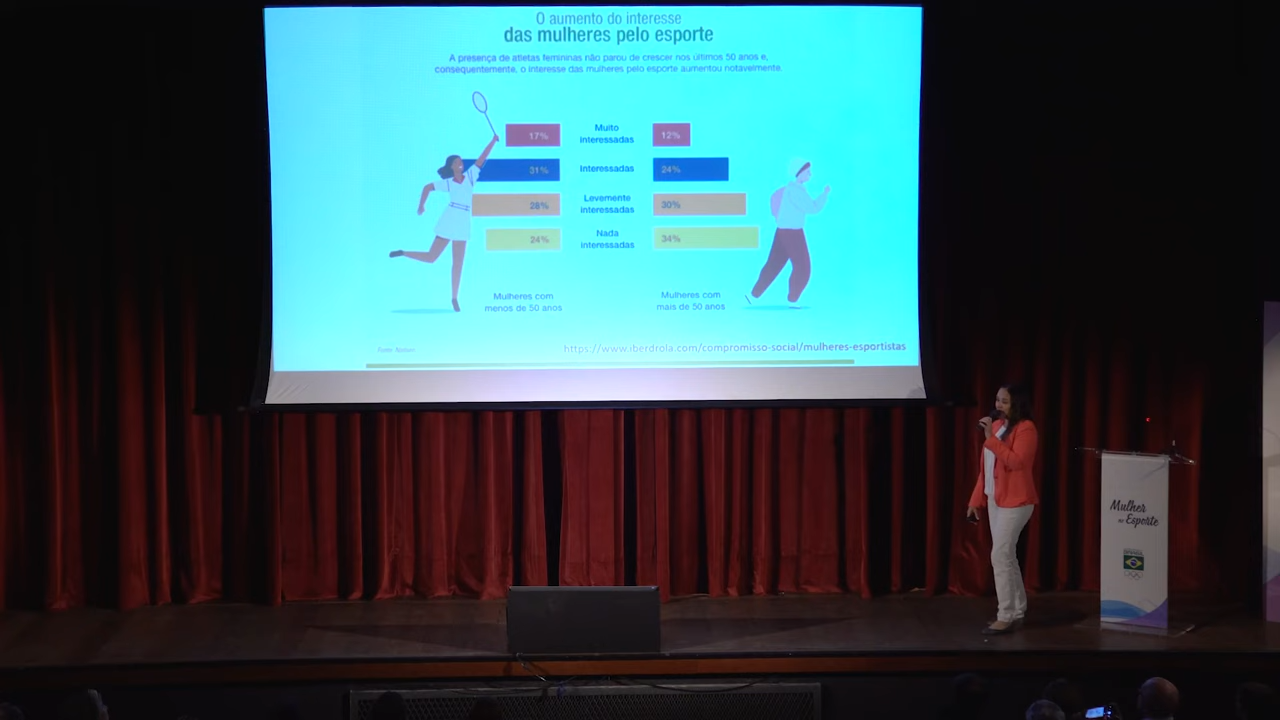 O aumento do interesse
das mulheres pelo esporte
A presença de atletas femininas não parou de crescer nos últimos 50 anos e,
consequentemente, o interesse das mulheres pelo esporte aumentou notavelmente.
17%
Muito
interessadas
12%
31%
Interessadas
24%
28%
Levemente
interessadas
30%
24%
Nada
interessadas
34%
Mulheres com
menos de 50 anos
Mulheres com
mais de 50 anos
Fonte: Nielsen
https://www.iberdrola.com/compromisso-social/mulheres-esportistas
Mulher
no Esporte